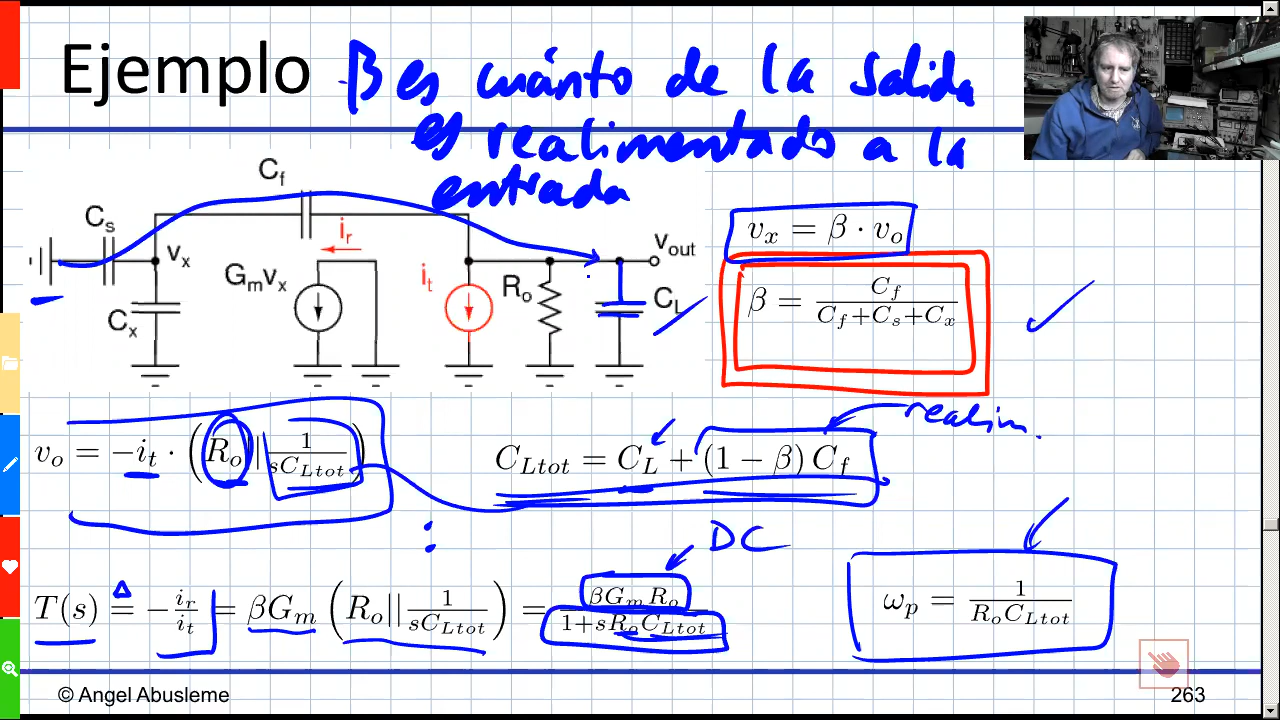 Ejemplo
β es cuánto de la salida
es realimentado a la
entrada
C_f
C_s
v_x
i_r
v_out
G_m v_x
i_t
R_o
C_L
C_x
v_x = β · v_o
β = C_f / (C_f + C_s + C_x)
realim.
v_o = −i_t · (R_o || 1/(sC_Ltot))
C_Ltot = C_L + (1 − β) C_f
DC
T(s) ≜ −i_r/i_t = βG_m (R_o || 1/(sC_Ltot)) = βG_m R_o / (1+sR_o C_Ltot)
ω_p = 1/(R_o C_Ltot)
© Angel Abusleme
263